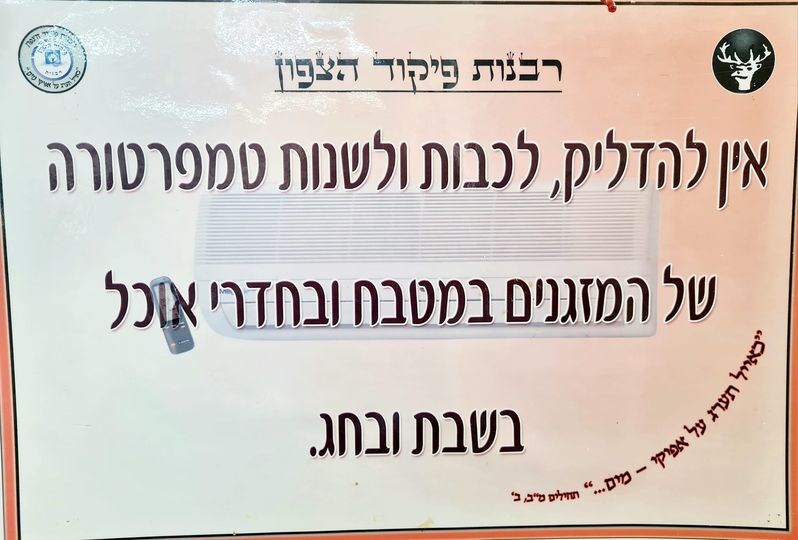 רבנות פיקוד הצפון
אין להדליק, לכבות ולשנות טמפרטורה
של המזגנים במטבח ובחדרי אוכל
בשבת ובחג.
"כאייל תערג על אפיקי - מים..." תהילים מ"ב, ב'